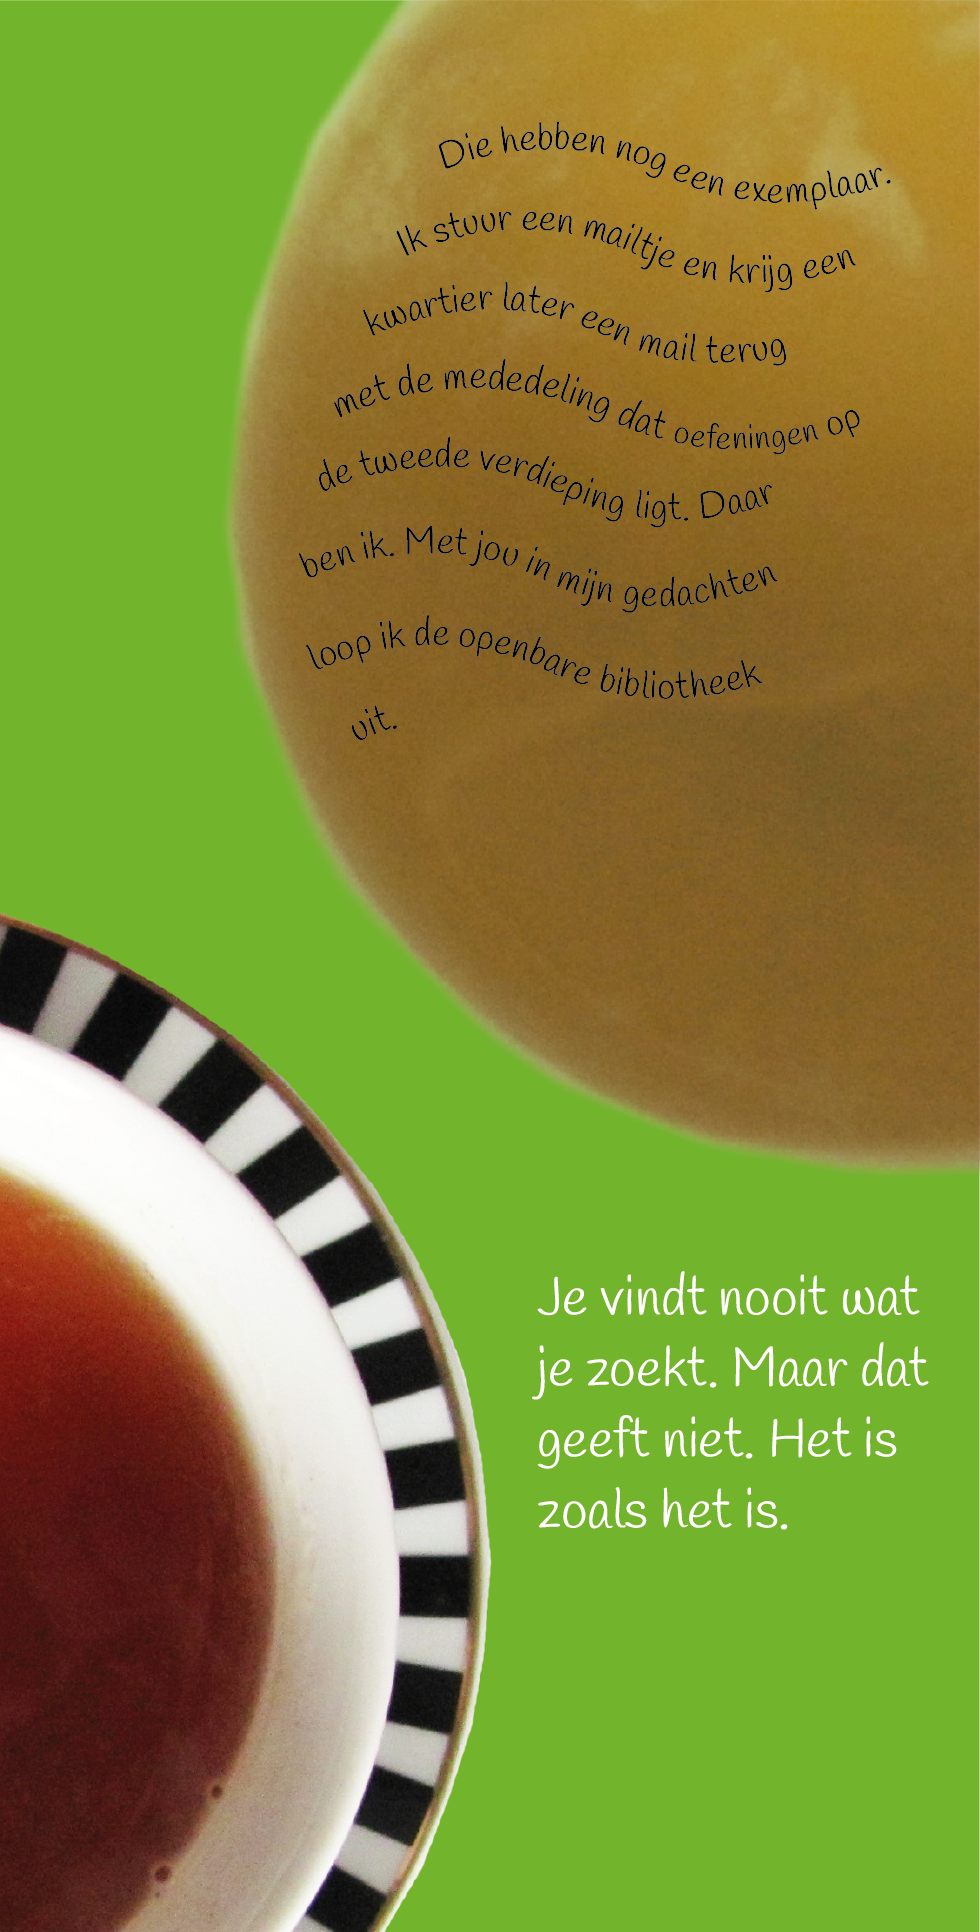 Die hebben nog een exemplaar.
Ik stuur een mailtje en krijg een
kwartier later een mail terug
met de mededeling dat oefeningen op
de tweede verdieping ligt. Daar
ben ik. Met jou in mijn gedachten
loop ik de openbare bibliotheek
uit.
Je vindt nooit wat
je zoekt. Maar dat
geeft niet. Het is
zoals het is.